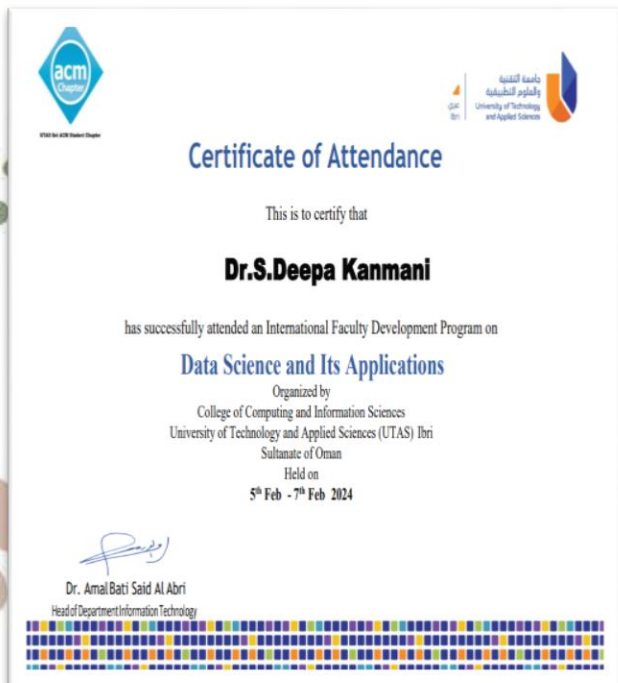 acm
Chapter
UTAS Ibri ACM Student Chapter
جامعة التقنية
والعلوم التطبيقية
University of Technology
and Applied Sciences
عبري
Ibri
Certificate of Attendance
This is to certify that
Dr.S.Deepa Kanmani
has successfully attended an International Faculty Development Program on
Data Science and Its Applications
Organized by
College of Computing and Information Sciences
University of Technology and Applied Sciences (UTAS) Ibri
Sultanate of Oman
Held on
5th Feb - 7th Feb 2024
Dr. Amal Bati Said Al Abri
Head of Department Information Technology